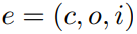 e = (c, o, i)